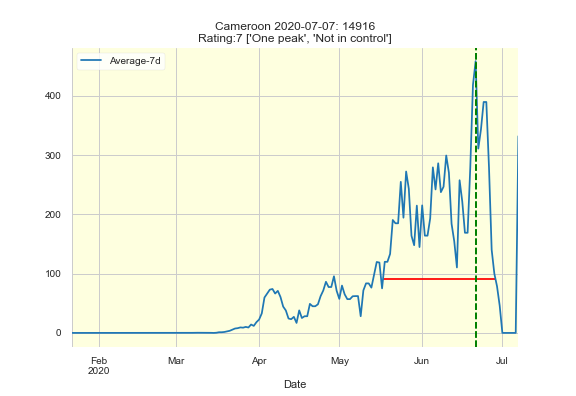 Cameroon 2020-07-07: 14916
Rating:7 ['One peak', 'Not in control']
Average-7d
400
300
200
100
0
Feb Mar Apr May Jun Jul
2020
Date